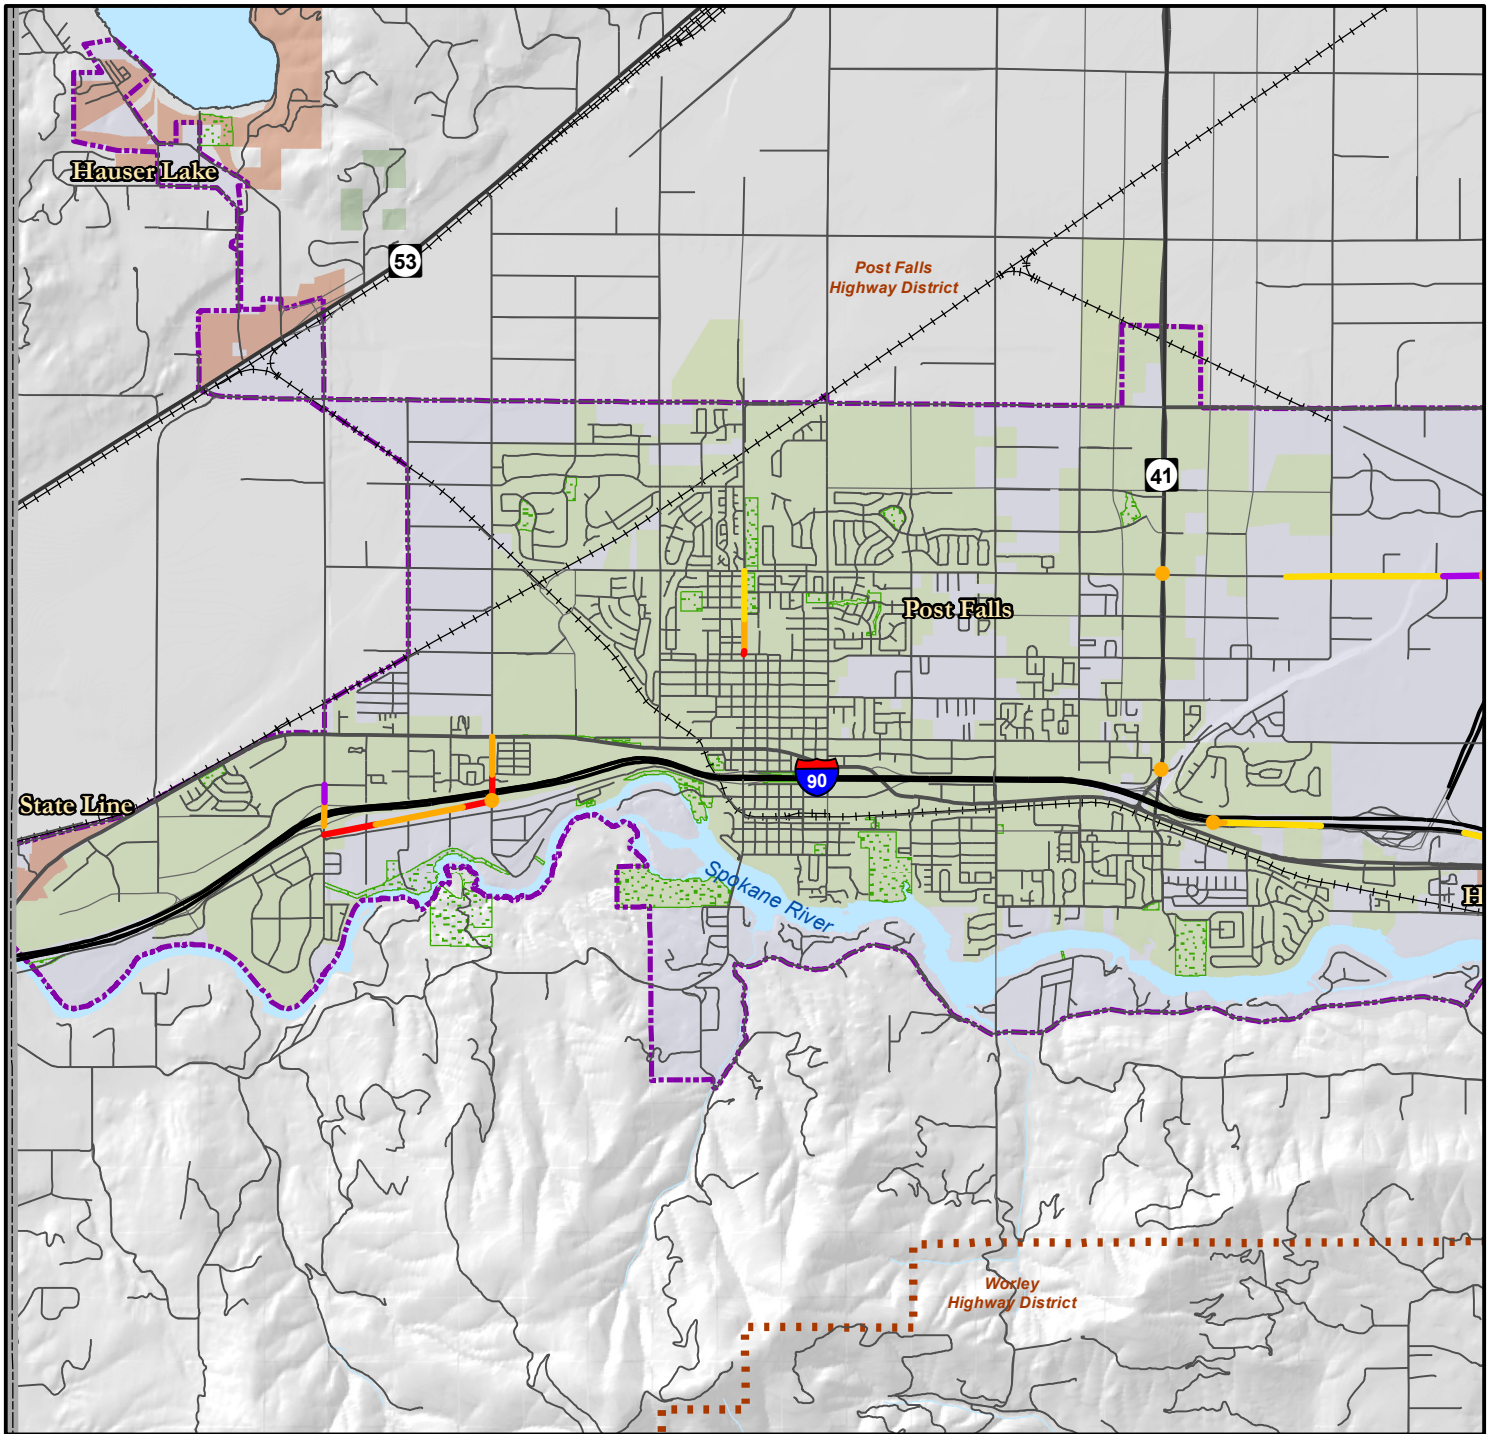 Hauser Lake
53
Post Falls
Highway District
41
Post Falls
90
State Line
Spokane River
H
Worley
Highway District